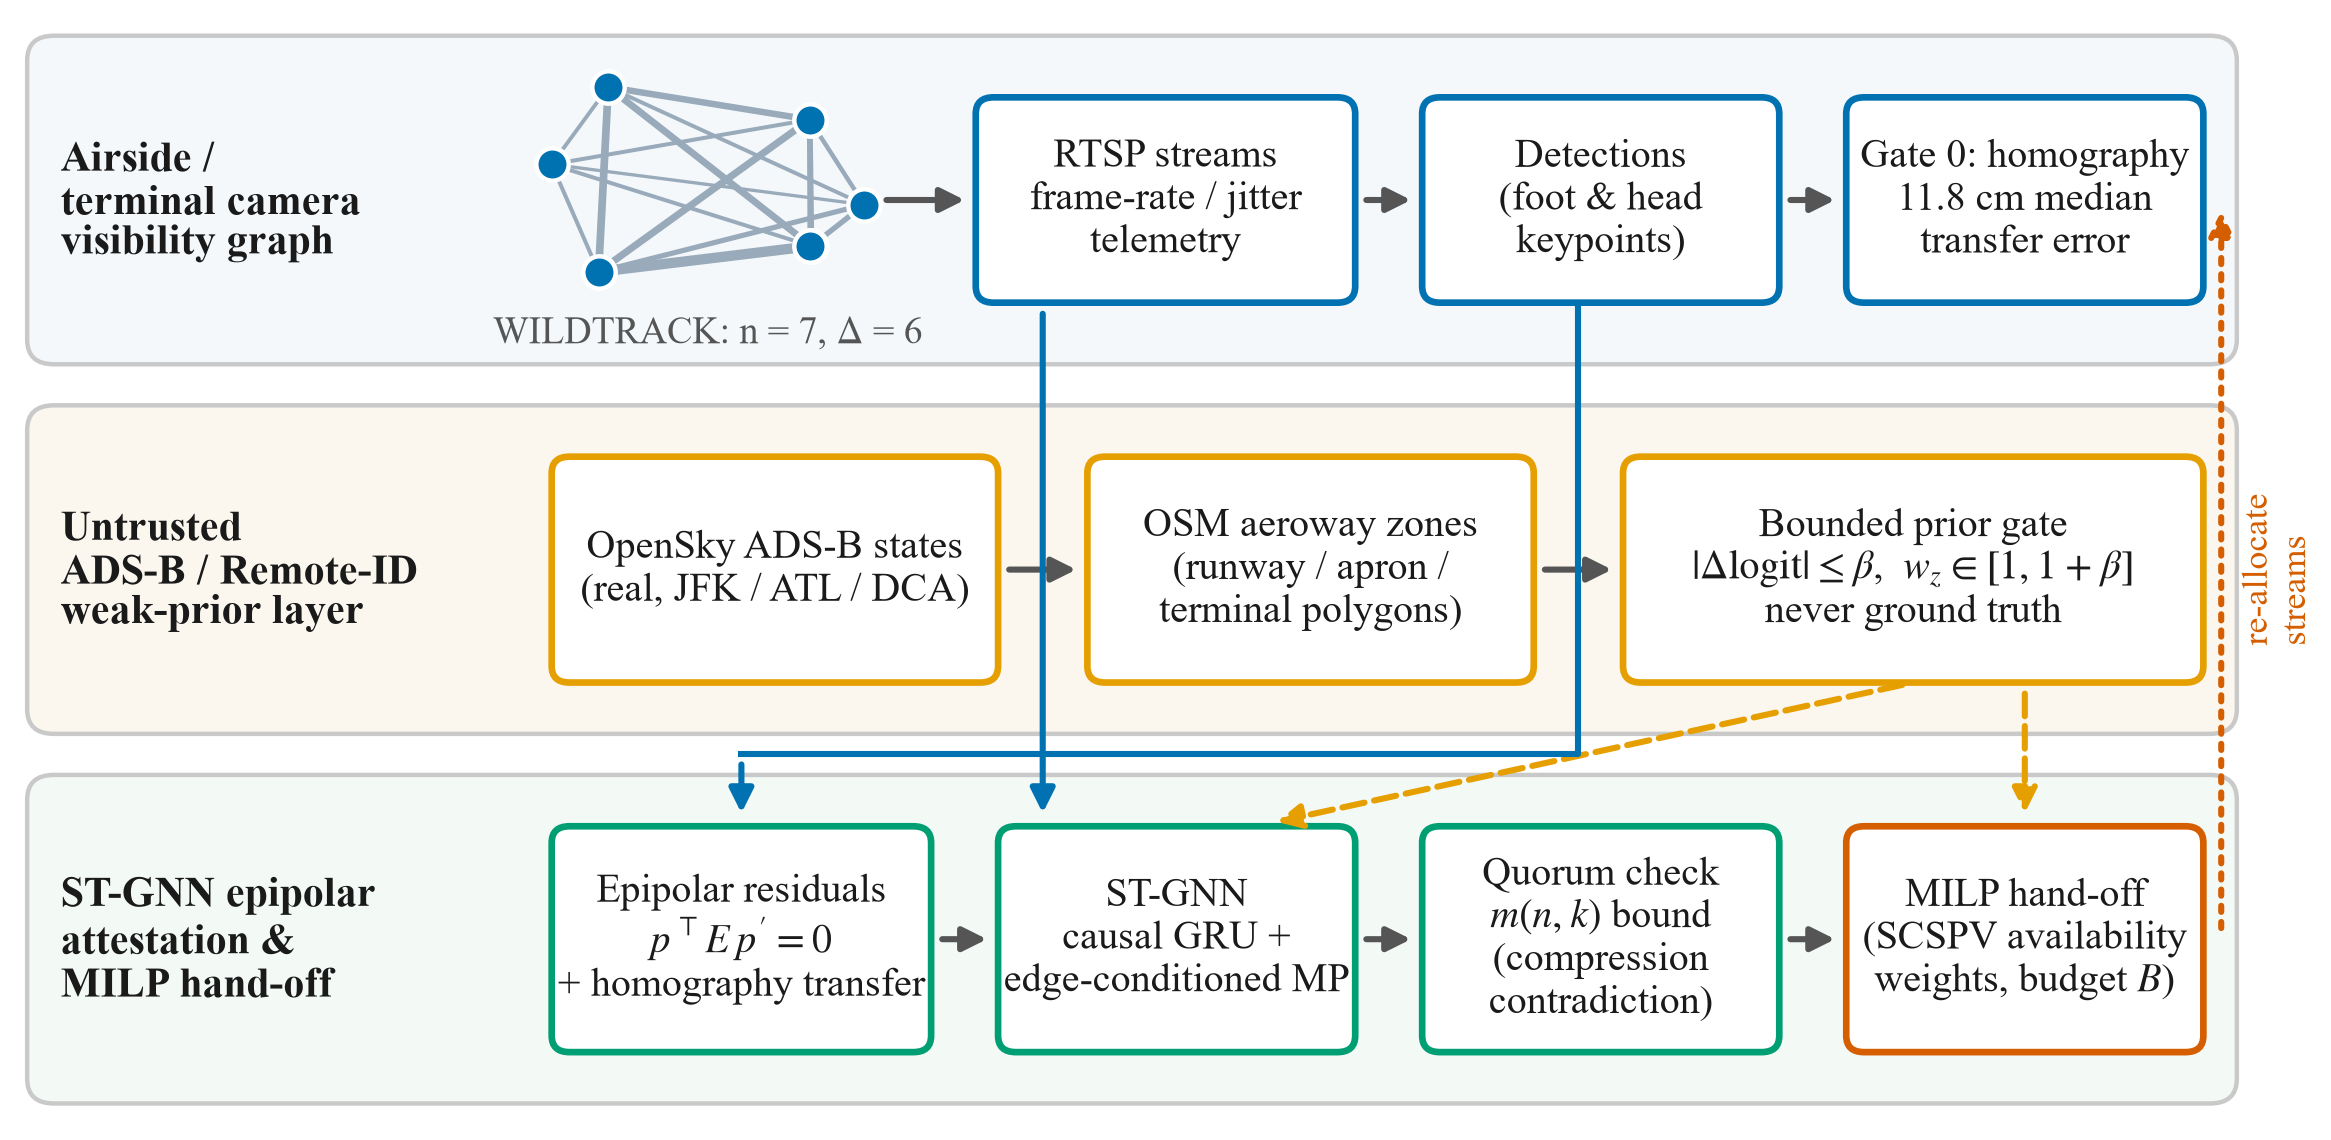 Airside /
terminal camera
visibility graph
WILDTRACK: n = 7, Δ = 6
RTSP streams
frame-rate / jitter
telemetry
Detections
(foot & head
keypoints)
Gate 0: homography
11.8 cm median
transfer error
Untrusted
ADS-B / Remote-ID
weak-prior layer
OpenSky ADS-B states
(real, JFK / ATL / DCA)
OSM aeroway zones
(runway / apron /
terminal polygons)
Bounded prior gate
|Δlogit| ≤ β, w_z ∈ [1, 1 + β]
never ground truth
re-allocate
streams
ST-GNN epipolar
attestation &
MILP hand-off
Epipolar residuals
p⊤ E p′ = 0
+ homography transfer
ST-GNN
causal GRU +
edge-conditioned MP
Quorum check
m(n, k) bound
(compression
contradiction)
MILP hand-off
(SCSPV availability
weights, budget B)